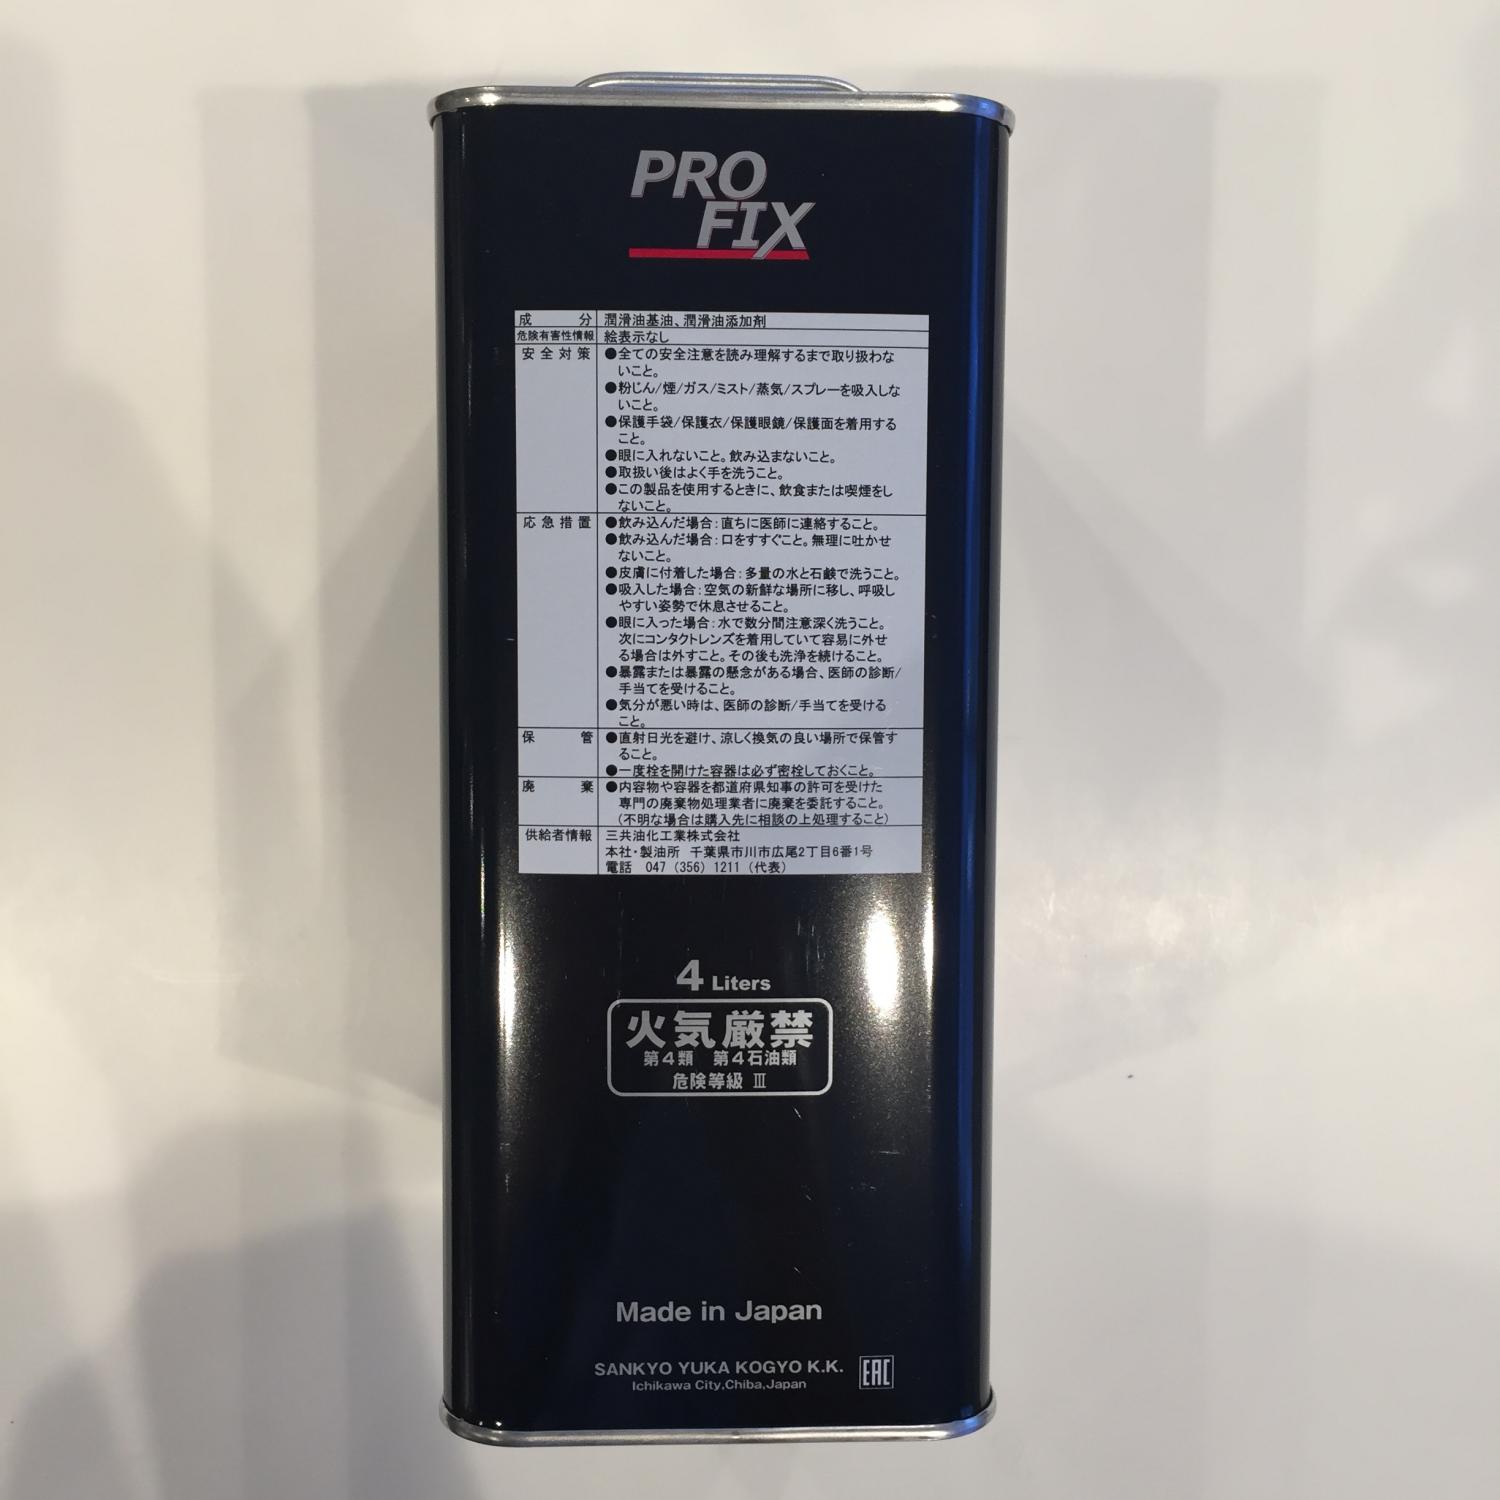 PRO
FIX
成　分 潤滑油基油、潤滑油添加剤
危険有害性情報 絵表示なし
安全対策 ●全ての安全注意を読み理解するまで取り扱わな
いこと。
●粉じん/煙/ガス/ミスト/蒸気/スプレーを吸入しな
いこと。
●保護手袋/保護衣/保護眼鏡/保護面を着用する
こと。
●眼に入れないこと。飲み込まないこと。
●取扱い後はよく手を洗うこと。
●この製品を使用するときに、飲食または喫煙をし
ないこと。
応急措置 ●飲み込んだ場合：直ちに医師に連絡すること。
●飲み込んだ場合：口をすすぐこと。無理に吐かせ
ないこと。
●皮膚に付着した場合：多量の水と石鹸で洗うこと。
●吸入した場合：空気の新鮮な場所に移し、呼吸し
やすい姿勢で休息させること。
●眼に入った場合：水で数分間注意深く洗うこと。
次にコンタクトレンズを着用していて容易に外せ
る場合は外すこと。その後も洗浄を続けること。
●暴露または暴露の懸念がある場合、医師の診断/
手当てを受けること。
●気分が悪い時は、医師の診断/手当てを受ける
こと。
保　管 ●直射日光を避け、涼しく換気の良い場所で保管す
ること。
●一度栓を開けた容器は必ず密栓しておくこと。
廃　棄 ●内容物や容器を都道府県知事の許可を受けた
専門の廃棄物処理業者に廃棄を委託すること。
（不明な場合は購入先に相談の上処理すること）
供給者情報 三共油化工業株式会社
本社・製油所 千葉県市川市広尾2丁目6番1号
電話 047（356）1211（代表）
4 Liters
火気厳禁
第4類 第4石油類
危険等級 Ⅲ
Made in Japan
SANKYO YUKA KOGYO K.K.
Ichikawa City,Chiba,Japan
EAC